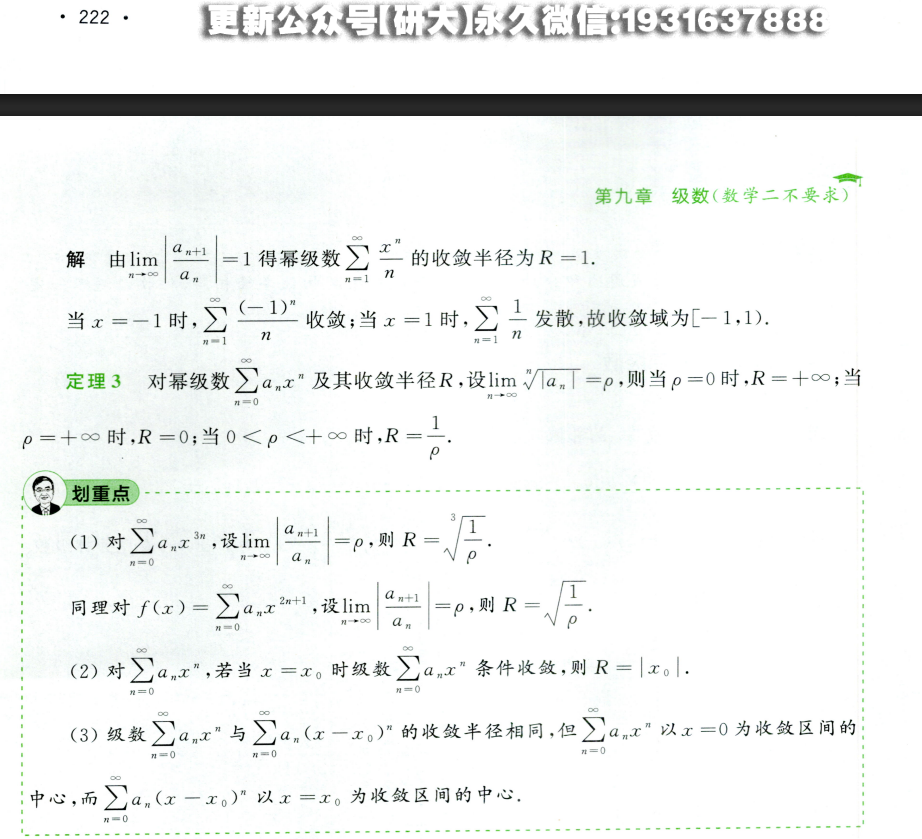 · 222 ·
更新公众号【研大】永久微信:1931637888
第九章 级数(数学二不要求)
解 由 $\lim_{n\to\infty}\left|\frac{a_{n+1}}{a_n}\right|=1$ 得幂级数 $\sum_{n=1}^{\infty}\frac{x^n}{n}$ 的收敛半径为 $R=1$.
当 $x=-1$ 时, $\sum_{n=1}^{\infty}\frac{(-1)^n}{n}$ 收敛;当 $x=1$ 时, $\sum_{n=1}^{\infty}\frac{1}{n}$ 发散,故收敛域为$[-1,1)$.
定理 3 对幂级数 $\sum_{n=0}^{\infty}a_nx^n$ 及其收敛半径$R$,设$\lim_{n\to\infty}\sqrt[n]{|a_n|}=\rho$,则当$\rho=0$时,$R=+\infty$;当
$\rho=+\infty$ 时,$R=0$;当 $0<\rho<+\infty$ 时,$R=\frac{1}{\rho}$.
划重点
(1) 对 $\sum_{n=0}^{\infty}a_nx^{3n}$,设$\lim_{n\to\infty}\left|\frac{a_{n+1}}{a_n}\right|=\rho$,则 $R=\sqrt[3]{\frac{1}{\rho}}$.
同理对 $f(x)=\sum_{n=0}^{\infty}a_nx^{2n+1}$,设$\lim_{n\to\infty}\left|\frac{a_{n+1}}{a_n}\right|=\rho$,则 $R=\sqrt{\frac{1}{\rho}}$.
(2) 对 $\sum_{n=0}^{\infty}a_nx^n$,若当 $x=x_0$ 时级数 $\sum_{n=0}^{\infty}a_nx^n$ 条件收敛,则 $R=|x_0|$.
(3) 级数 $\sum_{n=0}^{\infty}a_nx^n$ 与 $\sum_{n=0}^{\infty}a_n(x-x_0)^n$ 的收敛半径相同,但 $\sum_{n=0}^{\infty}a_nx^n$ 以 $x=0$ 为收敛区间的
中心,而 $\sum_{n=0}^{\infty}a_n(x-x_0)^n$ 以 $x=x_0$ 为收敛区间的中心.